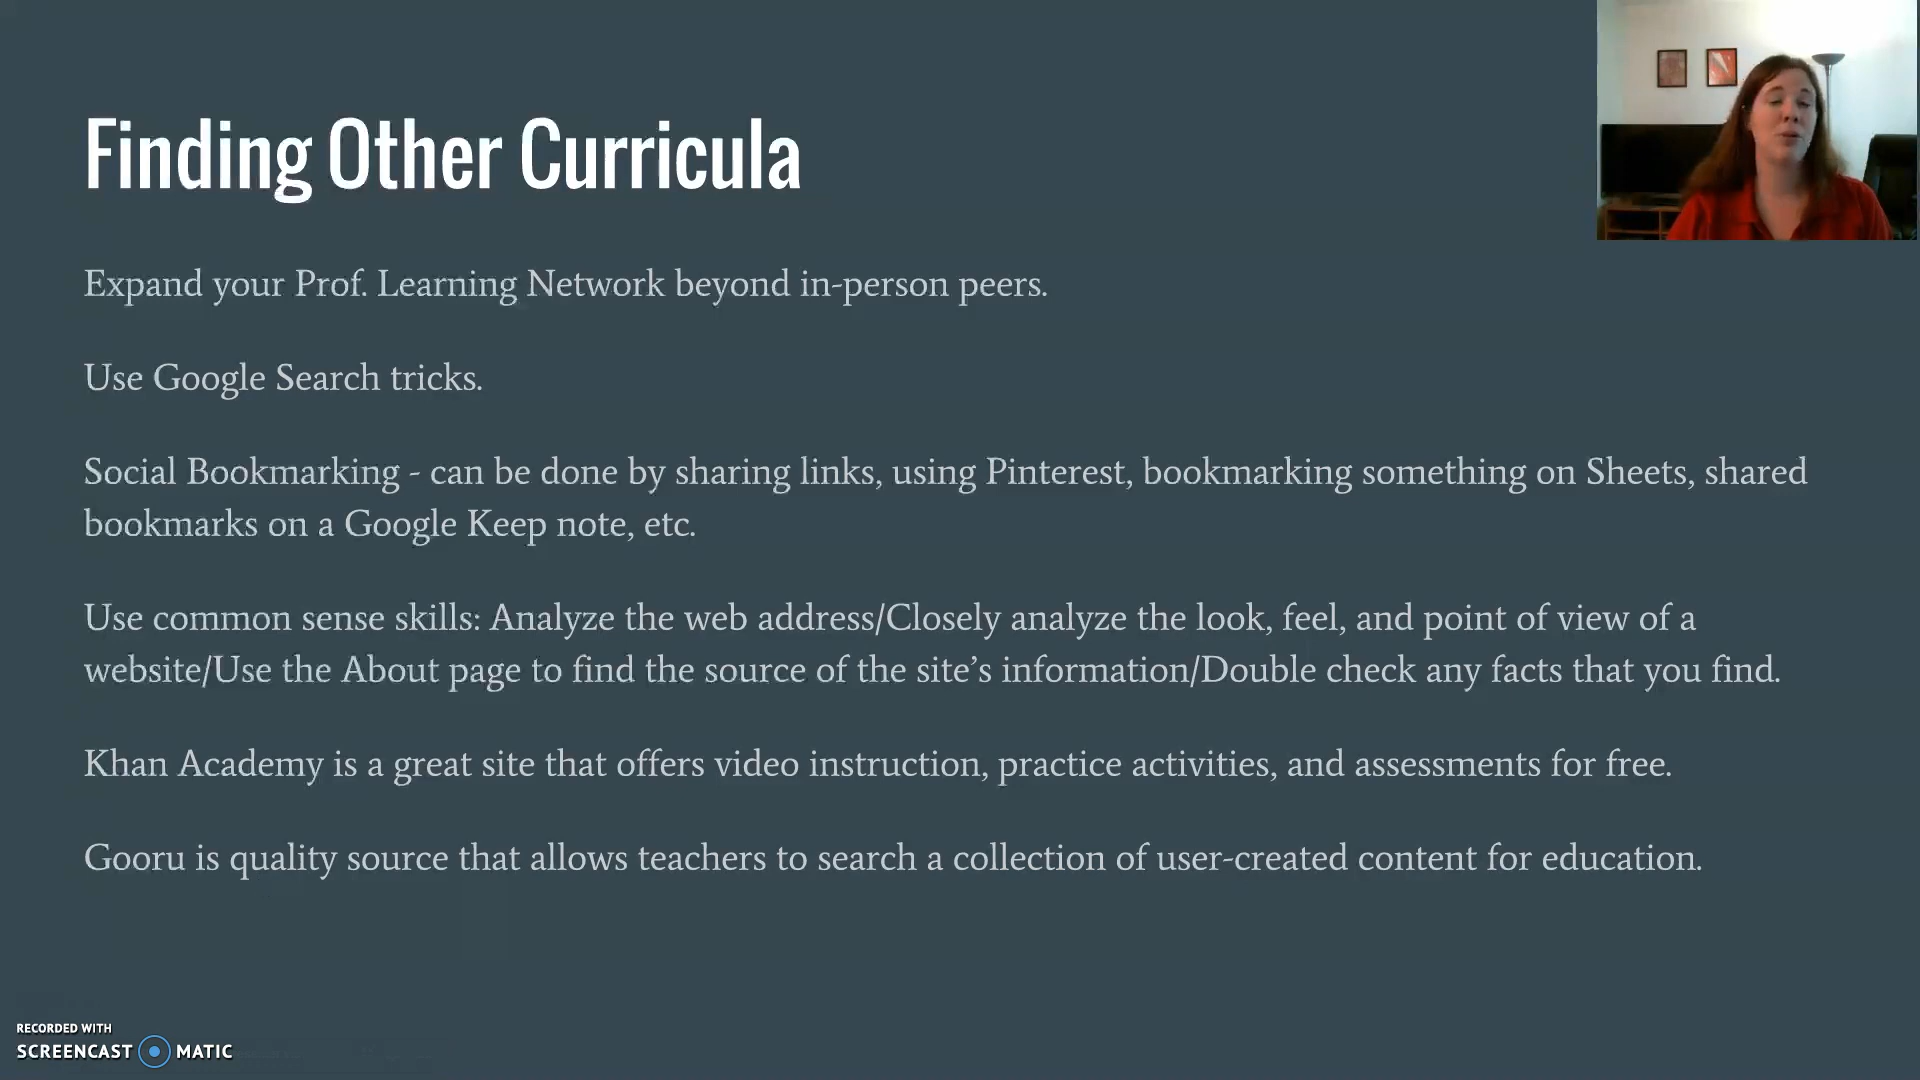 Finding Other Curricula
Expand your Prof. Learning Network beyond in-person peers.
Use Google Search tricks.
Social Bookmarking - can be done by sharing links, using Pinterest, bookmarking something on Sheets, shared
bookmarks on a Google Keep note, etc.
Use common sense skills: Analyze the web address/Closely analyze the look, feel, and point of view of a
website/Use the About page to find the source of the site’s information/Double check any facts that you find.
Khan Academy is a great site that offers video instruction, practice activities, and assessments for free.
Gooru is quality source that allows teachers to search a collection of user-created content for education.
RECORDED WITH
SCREENCAST MATIC